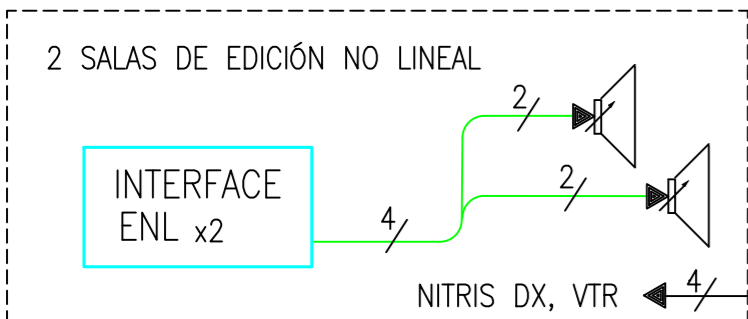 2 SALAS DE EDICIÓN NO LINEAL
2
INTERFACE
ENL x2
2
4
NITRIS DX, VTR
4